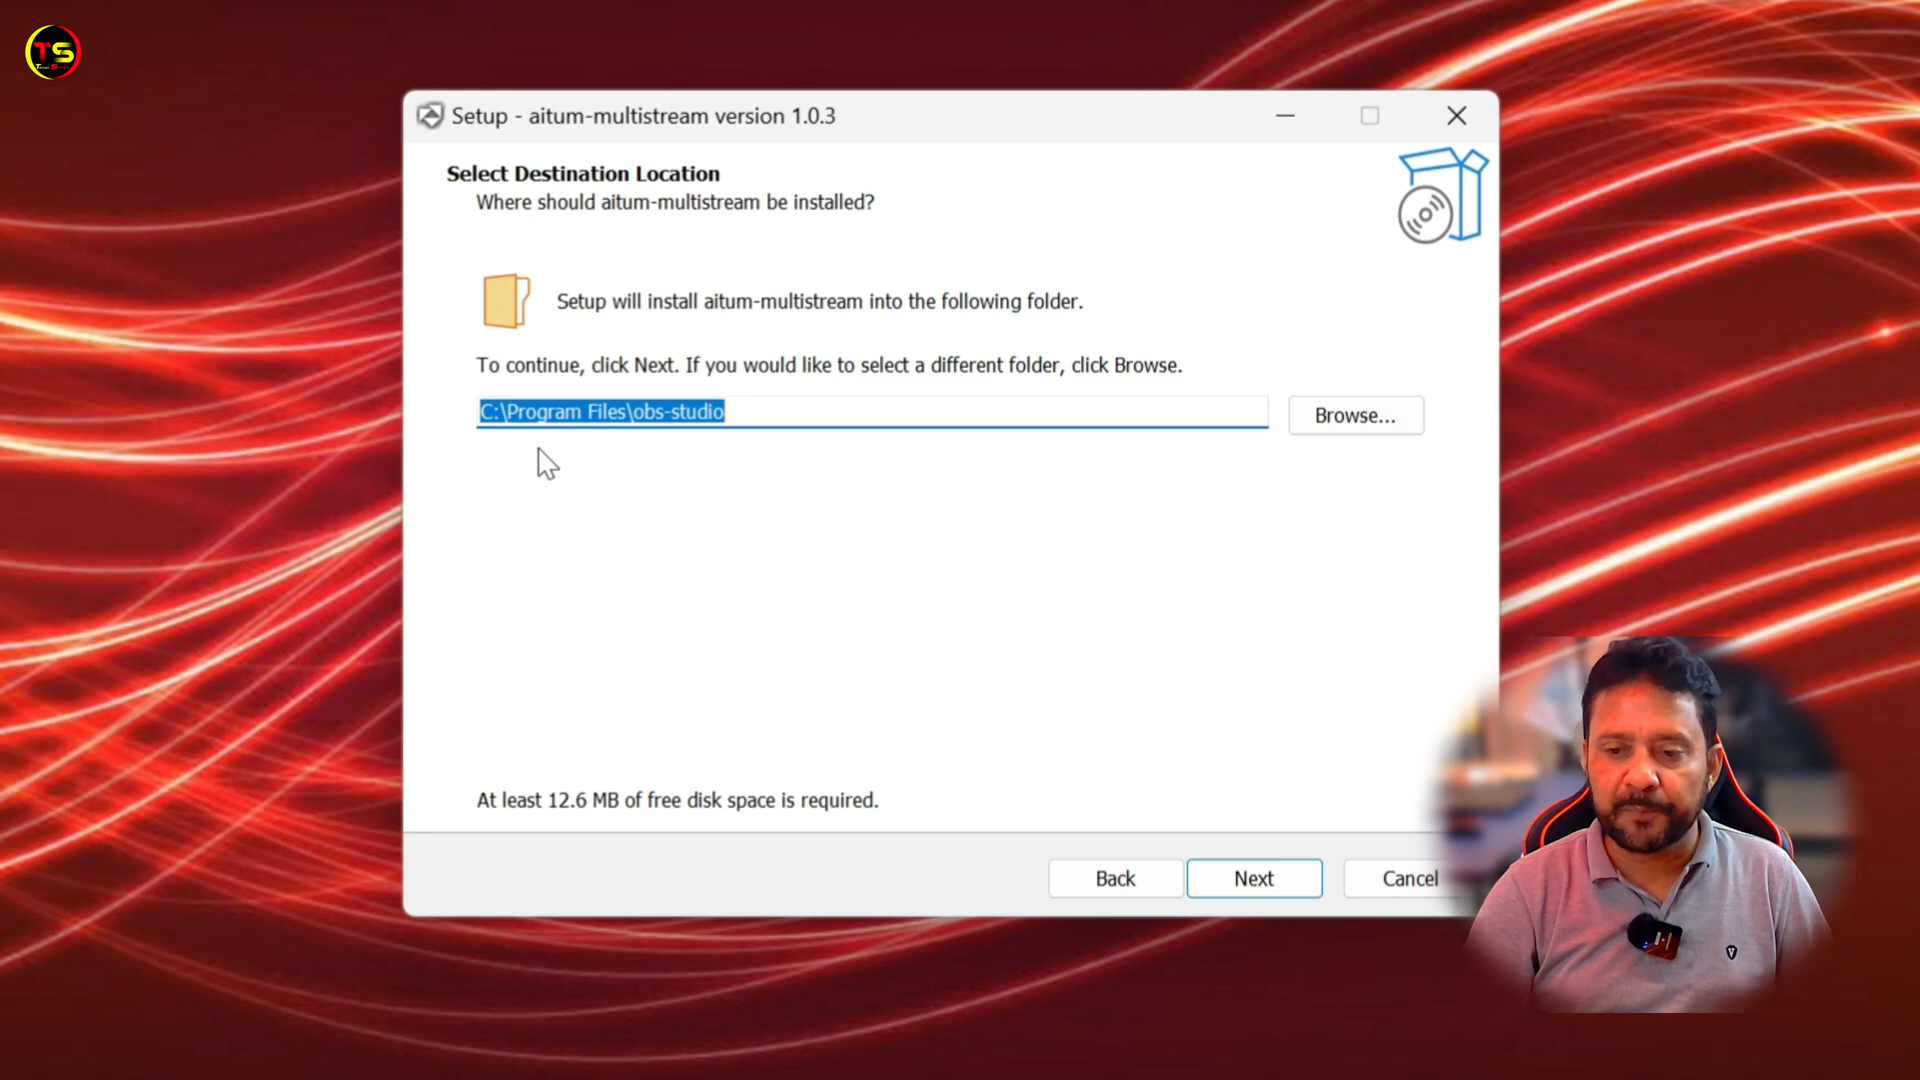 TS
Setup - aitum-multistream version 1.0.3
Select Destination Location
Where should aitum-multistream be installed?
Setup will install aitum-multistream into the following folder.
To continue, click Next. If you would like to select a different folder, click Browse.
C:\Program Files\obs-studio
Browse...
At least 12.6 MB of free disk space is required.
Back
Next
Cancel